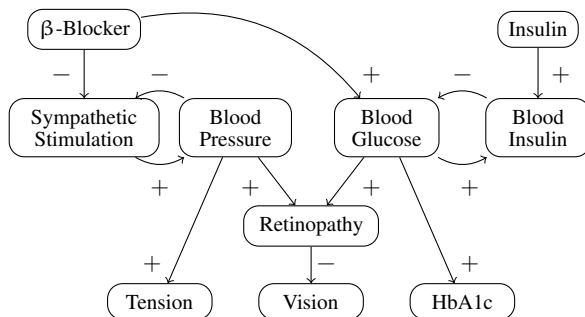 β-Blocker
Insulin
−
+
−
−
+
Sympathetic
Stimulation
Blood
Pressure
Blood
Glucose
Blood
Insulin
+
+
+
+
Retinopathy
+
−
+
Tension
Vision
HbA1c